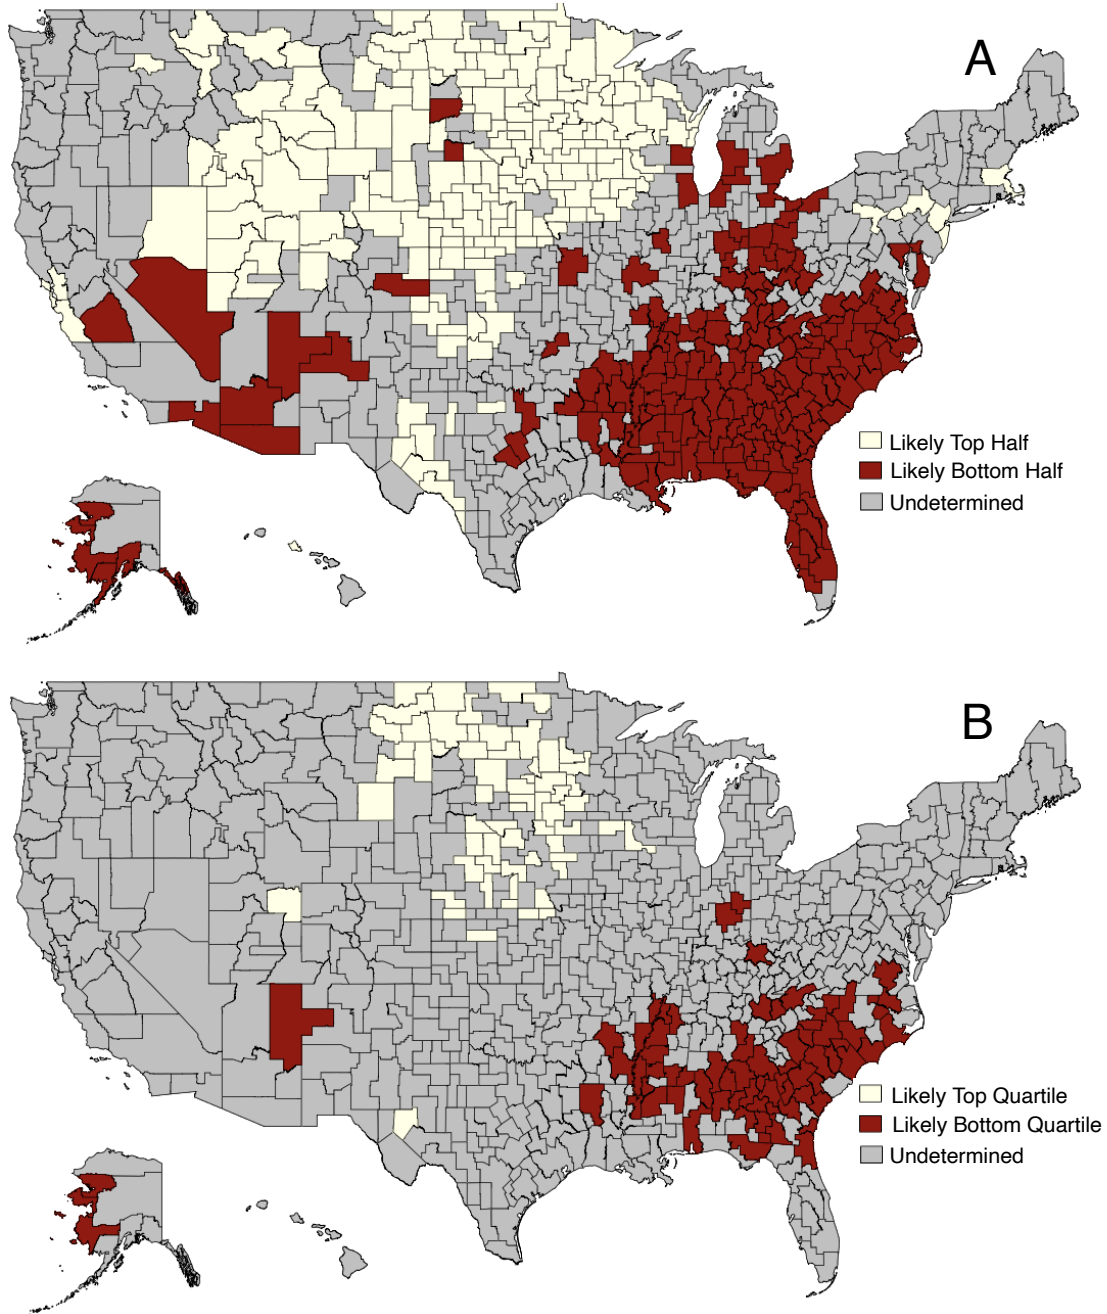 A
Likely Top Half
Likely Bottom Half
Undetermined
B
Likely Top Quartile
Likely Bottom Quartile
Undetermined